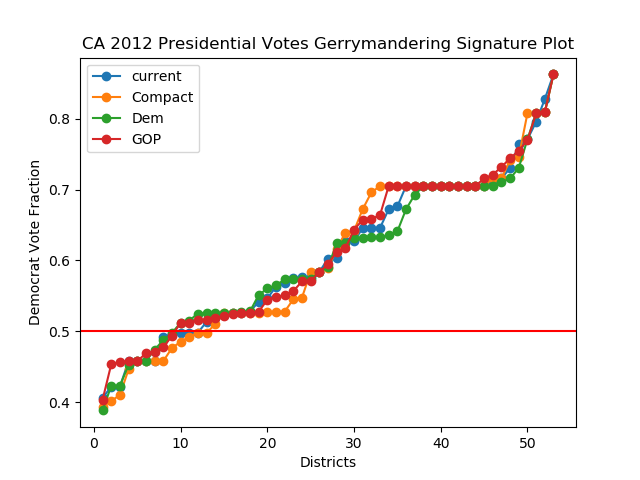 CA 2012 Presidential Votes Gerrymandering Signature Plot
current
Compact
Dem
GOP
Democrat Vote Fraction
0.8
0.7
0.6
0.5
0.4
0 10 20 30 40 50
Districts